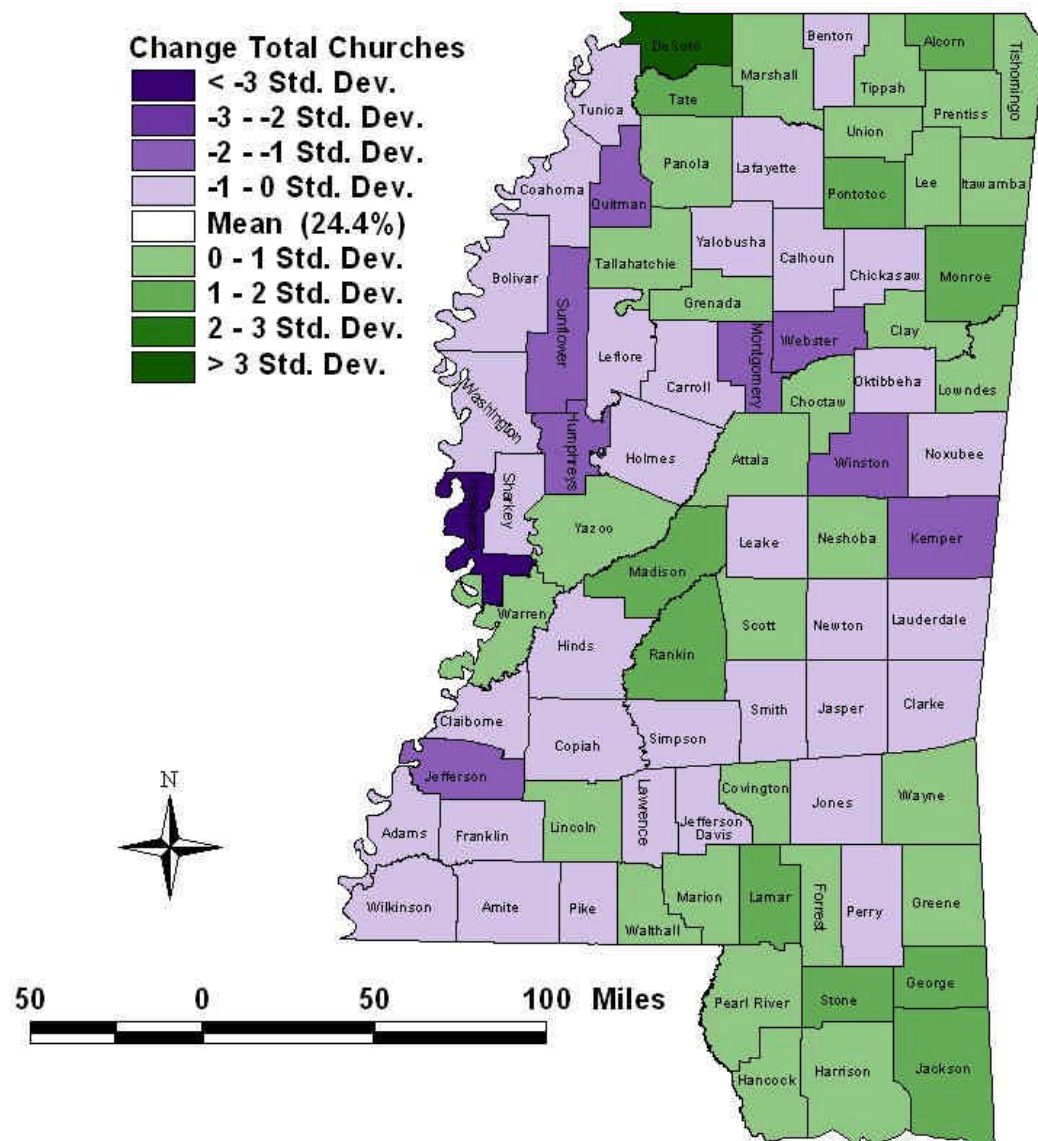 Change Total Churches
< -3 Std. Dev.
-3 - -2 Std. Dev.
-2 - -1 Std. Dev.
-1 - 0 Std. Dev.
Mean (24.4%)
0 - 1 Std. Dev.
1 - 2 Std. Dev.
2 - 3 Std. Dev.
> 3 Std. Dev.
DeSoto
Benton
Alcorn
Tishomingo
Marshall
Tippah
Prentiss
Tate
Tunica
Union
Panola
Lafayette
Pontotoc
Lee
Itawamba
Coahoma
Quitman
Yalobusha
Calhoun
Chickasaw
Monroe
Tallahatchie
Bolivar
Grenada
Sunflower
Leflore
Carroll
Montgomery
Webster
Clay
Oktibbeha
Lowndes
Choctaw
Washington
Humphreys
Holmes
Attala
Winston
Noxubee
Sharkey
Yazoo
Leake
Neshoba
Kemper
Madison
Warren
Hinds
Rankin
Scott
Newton
Lauderdale
Claiborne
Copiah
Simpson
Smith
Jasper
Clarke
Jefferson
Lincoln
Lawrence
Jefferson
Davis
Covington
Jones
Wayne
Adams
Franklin
Wilkinson
Amite
Pike
Walthall
Marion
Lamar
Forrest
Perry
Greene
Pearl River
Stone
George
Hancock
Harrison
Jackson
N
50 0 50 100 Miles